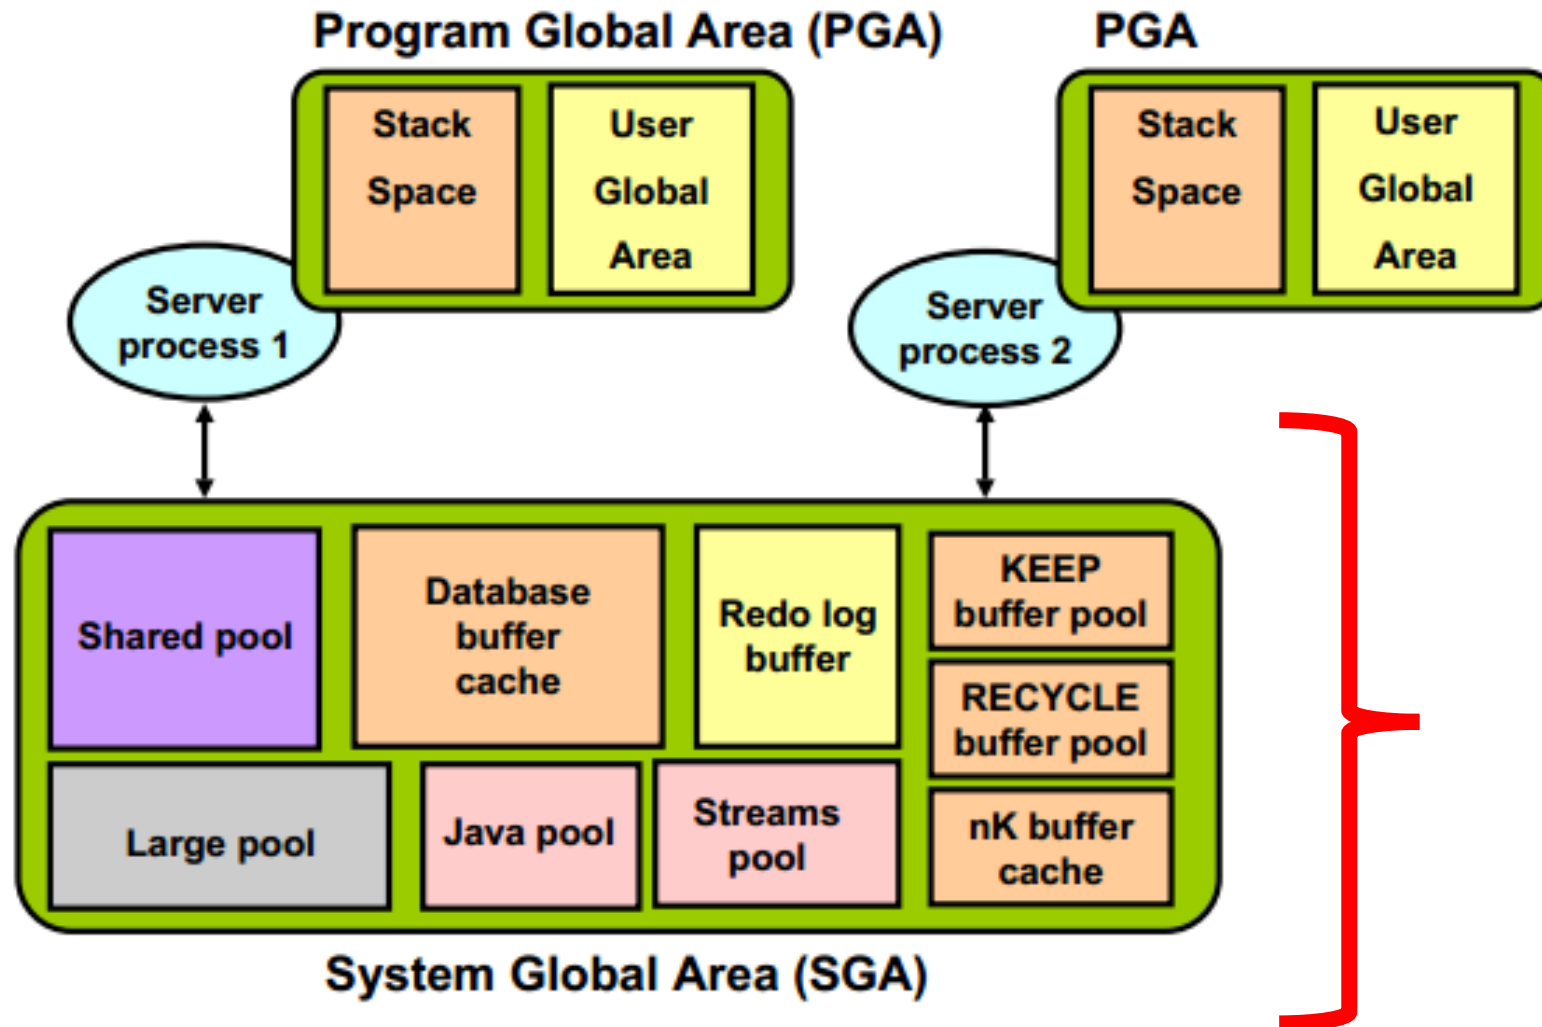 Program Global Area (PGA)
PGA
Stack
Space
User
Global
Area
Stack
Space
User
Global
Area
Server
process 1
Server
process 2
Shared pool
Database
buffer
cache
Redo log
buffer
KEEP
buffer pool
RECYCLE
buffer pool
nK buffer
cache
Large pool
Java pool
Streams
pool
System Global Area (SGA)